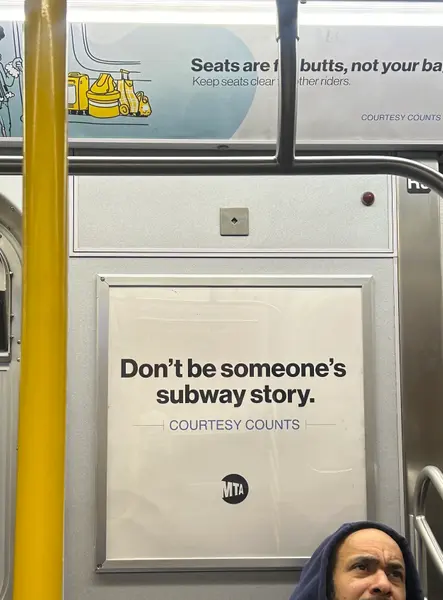 Seats are f butts, not your ba
Keep seats clear other riders.
COURTESY COUNTS
Don't be someone's
subway story.
COURTESY COUNTS
MTA